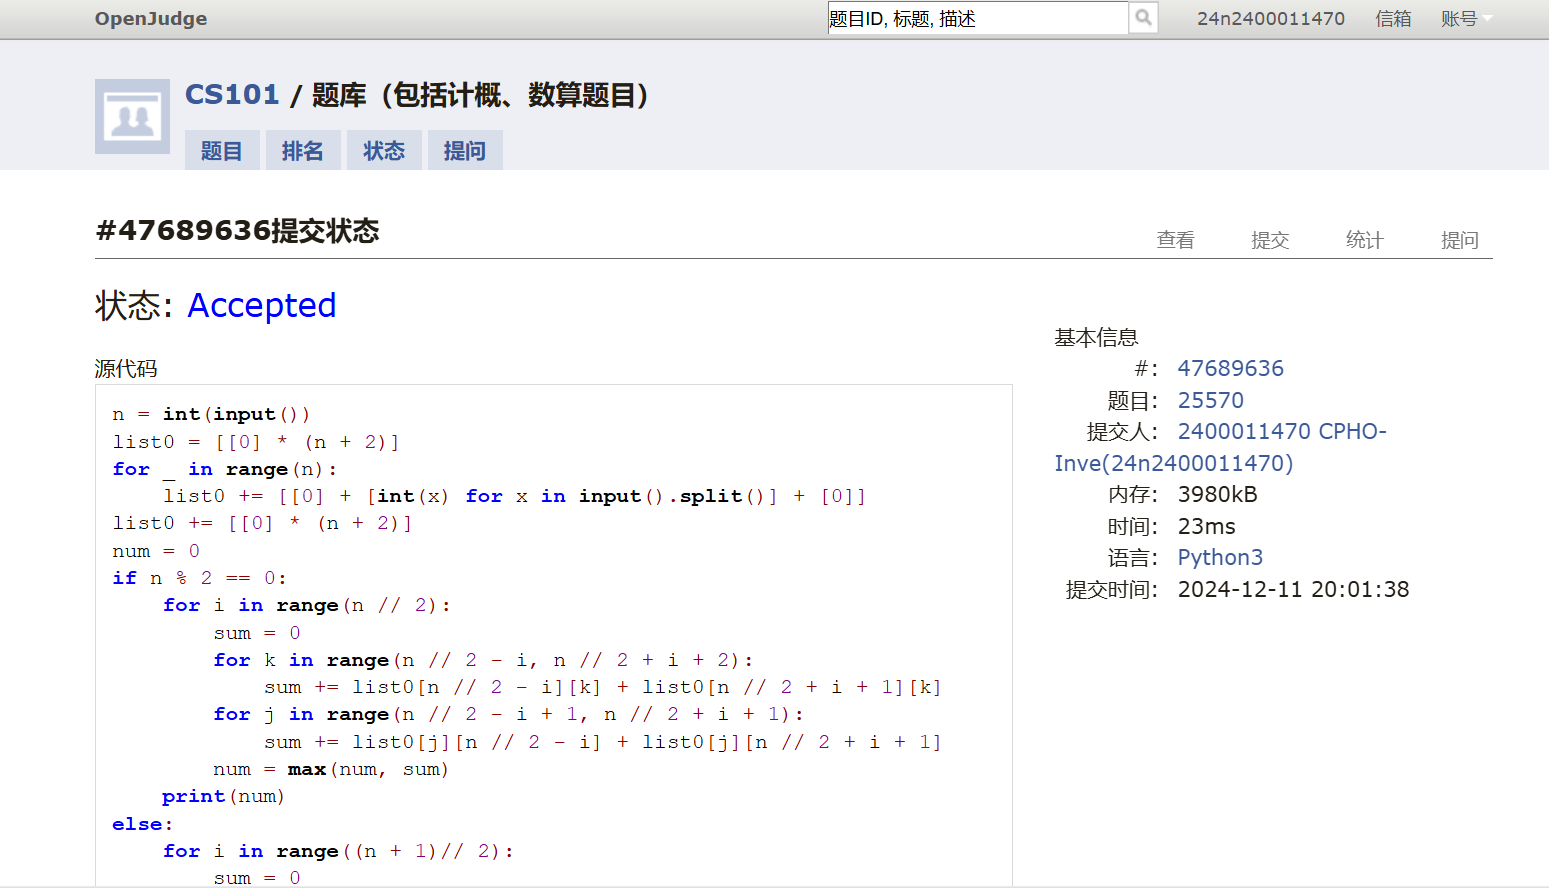 OpenJudge
题目ID, 标题, 描述
24n2400011470 信箱 账号
CS101 / 题库（包括计概、数算题目）
题目 排名 状态 提问
#47689636提交状态
查看 提交 统计 提问
状态: Accepted
源代码
n = int(input())
list0 = [[0] * (n + 2)]
for _ in range(n):
    list0 += [[0] + [int(x) for x in input().split()] + [0]]
list0 += [[0] * (n + 2)]
num = 0
if n % 2 == 0:
    for i in range(n // 2):
        sum = 0
        for k in range(n // 2 - i, n // 2 + i + 2):
            sum += list0[n // 2 - i][k] + list0[n // 2 + i + 1][k]
        for j in range(n // 2 - i + 1, n // 2 + i + 1):
            sum += list0[j][n // 2 - i] + list0[j][n // 2 + i + 1]
        num = max(num, sum)
    print(num)
else:
    for i in range((n + 1)// 2):
        sum = 0
基本信息
#: 47689636
题目: 25570
提交人: 2400011470 CPHO-
Inve(24n2400011470)
内存: 3980kB
时间: 23ms
语言: Python3
提交时间: 2024-12-11 20:01:38